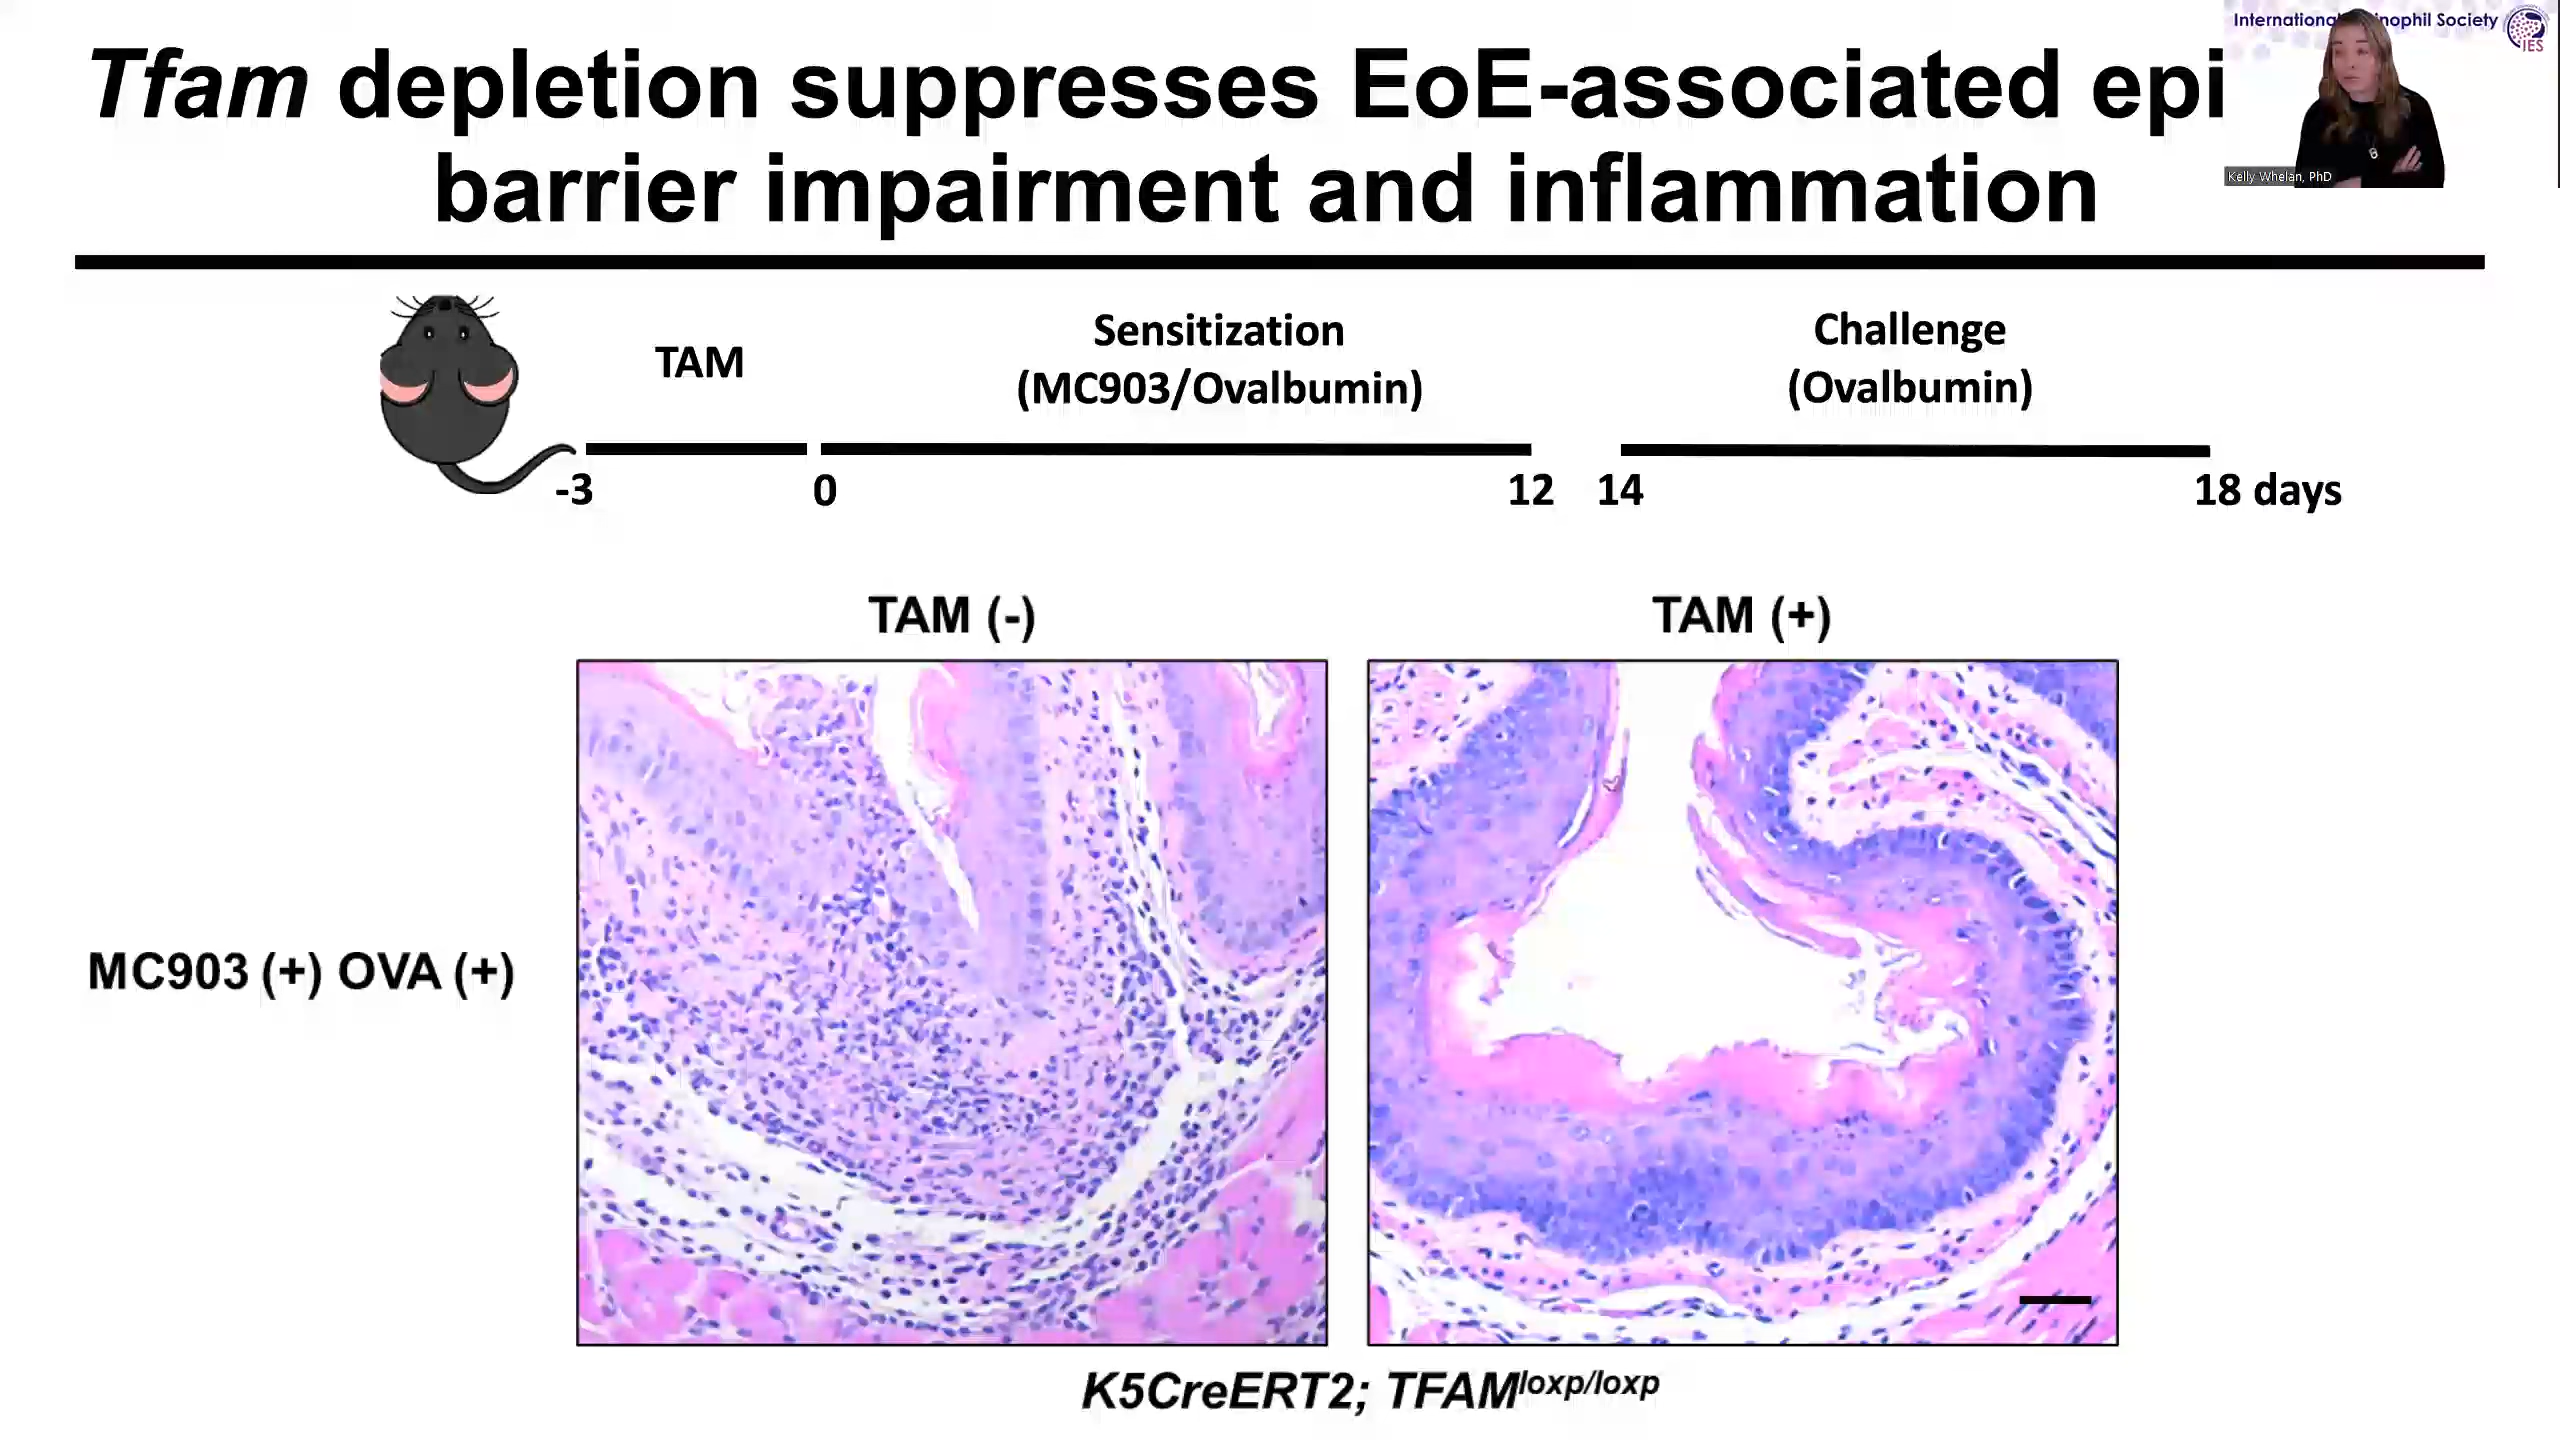 International nophil Society
IES
Kelly Whelan, PhD
Tfam depletion suppresses EoE-associated epi
barrier impairment and inflammation
TAM
Sensitization
(MC903/Ovalbumin)
Challenge
(Ovalbumin)
-3
0
12
14
18 days
TAM (-)
TAM (+)
MC903 (+) OVA (+)
K5CreERT2; TFAMloxp/loxp